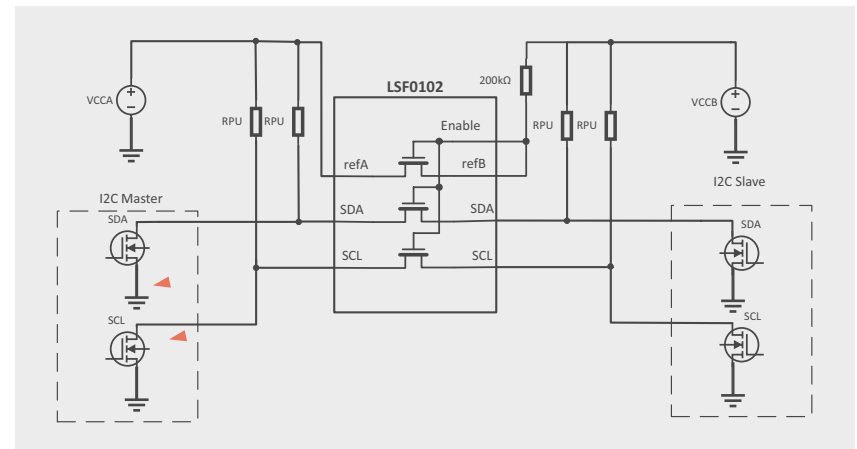 LSF0102
200kΩ
VCCA
VCCB
RPU RPU
Enable
RPU RPU
refA
refB
I2C Slave
I2C Master
SDA
SDA
SDA
SDA
SCL
SCL
SCL
SCL